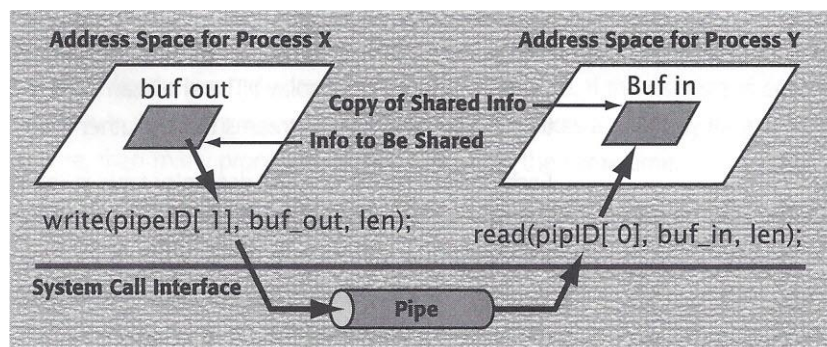 Address Space for Process X
Address Space for Process Y
buf out
Buf in
Copy of Shared Info
Info to Be Shared
write(pipeID[ 1], buf_out, len);
read(pipID[ 0], buf_in, len);
System Call Interface
Pipe